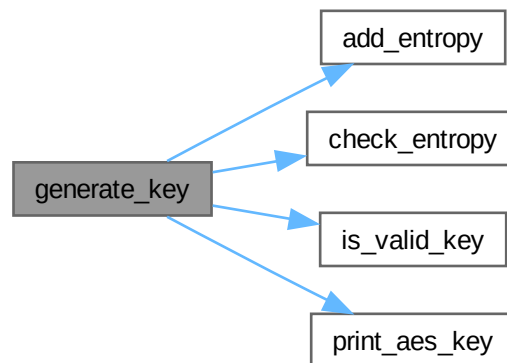 add_entropy
check_entropy
generate_key
is_valid_key
print_aes_key